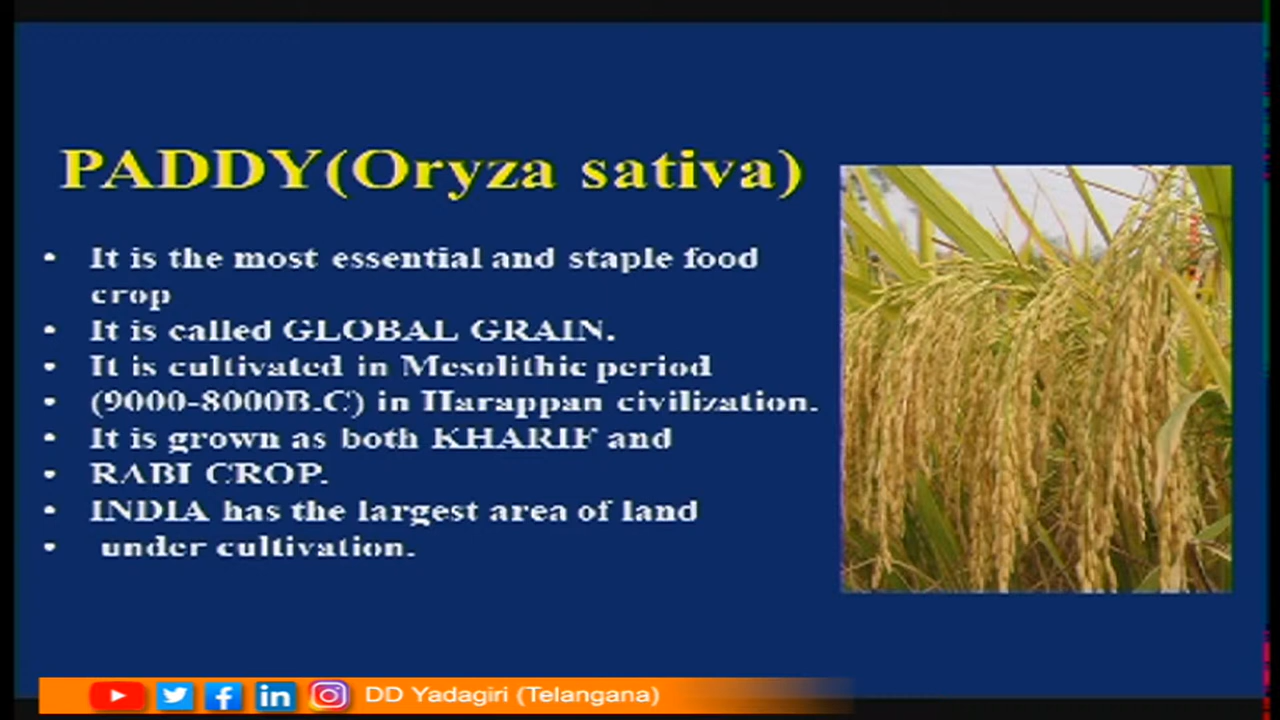 PADDY(Oryza sativa)
• It is the most essential and staple food
crop
• It is called GLOBAL GRAIN.
• It is cultivated in Mesolithic period
• (9000-8000B.C) in Harappan civilization.
• It is grown as both KHARIF and
• RABI CROP.
• INDIA has the largest area of land
• under cultivation.
DD Yadagiri (Telangana)